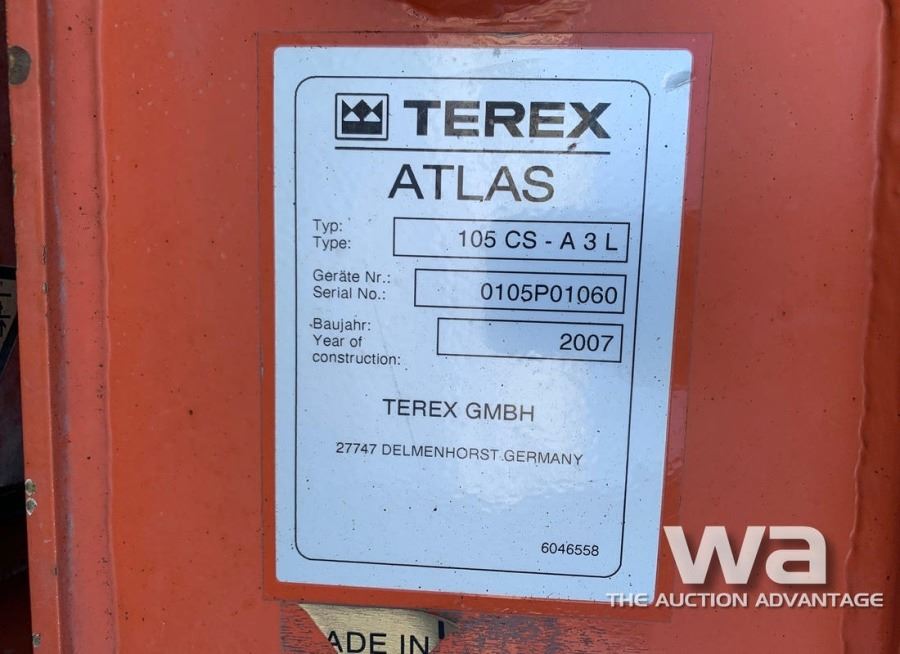 TEREX
ATLAS
Typ:
Type:
105 CS - A 3 L
Geräte Nr.:
Serial No.:
0105P01060
Baujahr:
Year of
construction:
2007
TEREX GMBH
27747 DELMENHORST GERMANY
6046558
wa
THE AUCTION ADVANTAGE
ADE IN